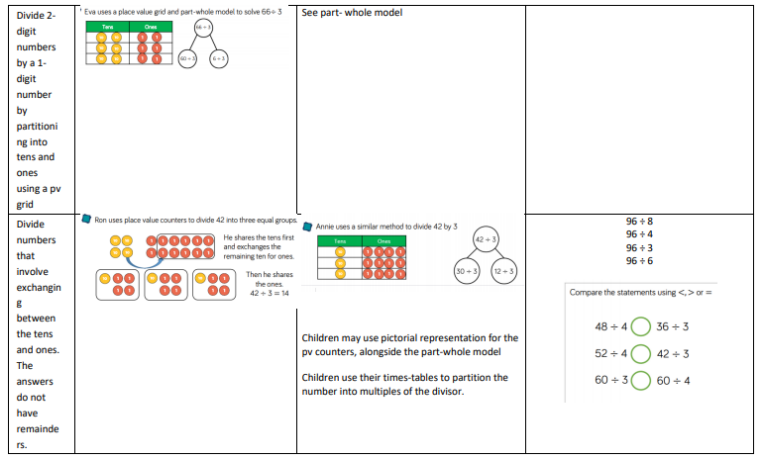 Divide 2-
digit
numbers
by a 1-
digit
number
by
partitioni
ng into
tens and
ones
using a pv
grid
Eva uses a place value grid and part-whole model to solve 66÷ 3
Tens Ones
66 ÷ 3
60 ÷ 3 6 ÷ 3
See part- whole model
Divide
numbers
that
involve
exchangin
g
between
the tens
and ones.
The
answers
do not
have
remainde
rs.
Ron uses place value counters to divide 42 into three equal groups.
He shares the tens first
and exchanges the
remaining ten for ones.
Then he shares
the ones.
42 ÷ 3 = 14
Annie uses a similar method to divide 42 by 3
Tens Ones
42 ÷ 3
30 ÷ 3 12 ÷ 3
Children may use pictorial representation for the
pv counters, alongside the part-whole model
Children use their times-tables to partition the
number into multiples of the divisor.
96 ÷ 8
96 ÷ 4
96 ÷ 3
96 ÷ 6
Compare the statements using <, > or =
48 ÷ 4 36 ÷ 3
52 ÷ 4 42 ÷ 3
60 ÷ 3 60 ÷ 4